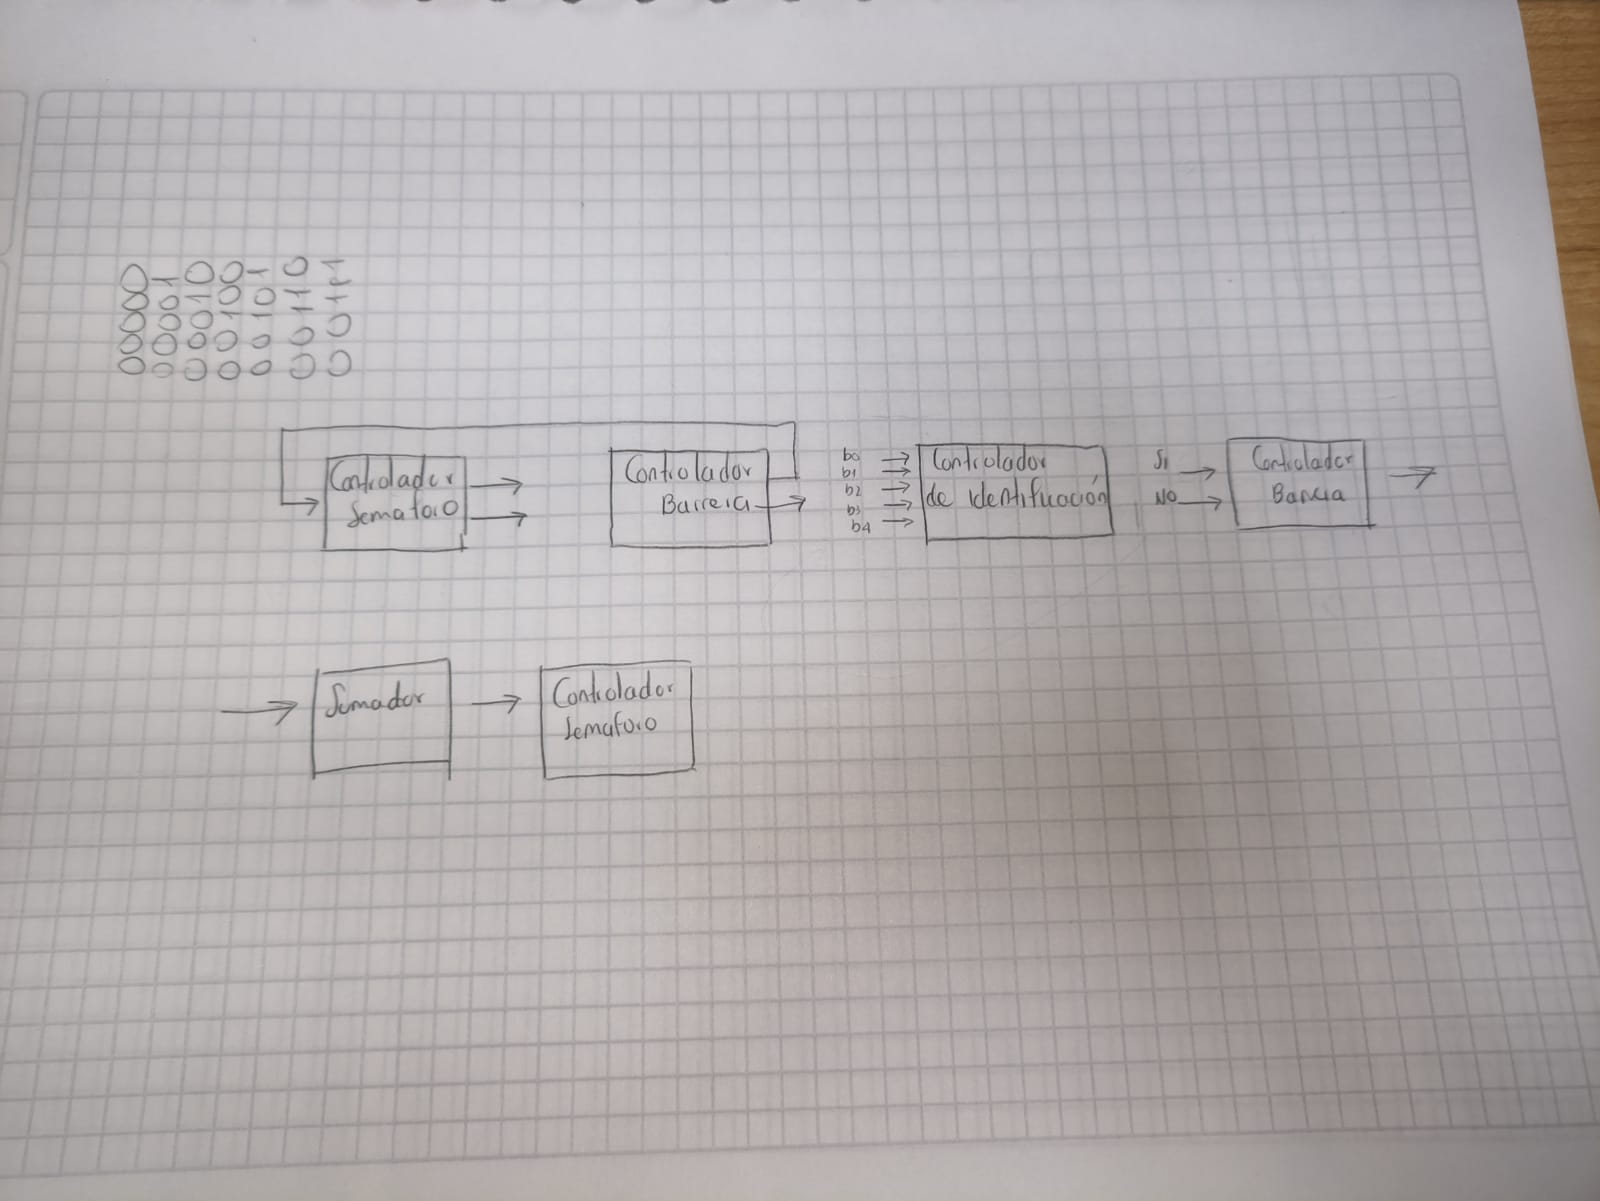 00000
00001
00010
00100
00101
00110
00111
Controlador
Semaforo
Controlador
Barrera
b0
b1
b2
b3
b4
Controlador
de identificación
Si
No
Controlador
Barrera
Sumador
Controlador
Semaforo